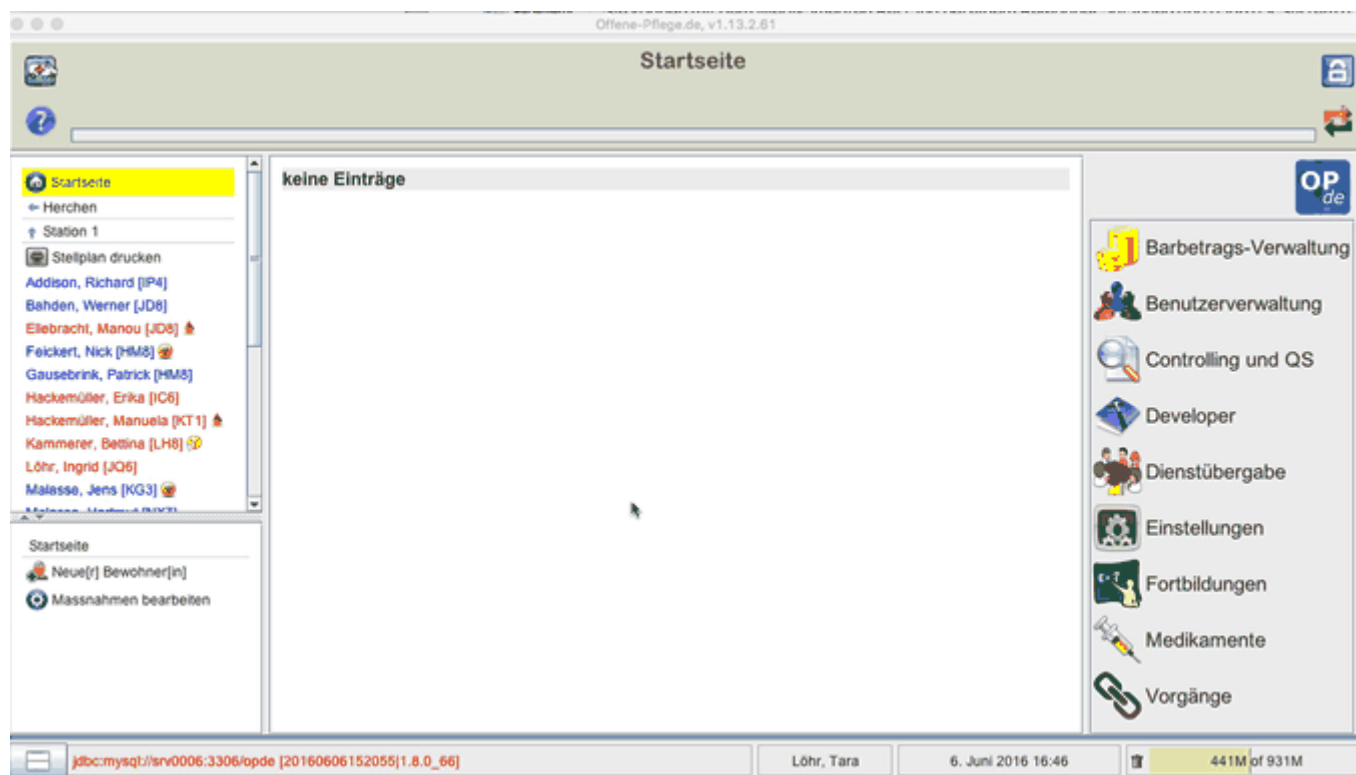 Offene-Pflege.de, v1.13.2.61
Startseite
Startseite
Herchen
Station 1
Stellplan drucken
Addison, Richard [IP4]
Bahden, Werner [JD8]
Ellebracht, Manou [JD8]
Feickert, Nick [HM8]
Gausebrink, Patrick [HM8]
Hackemüller, Erika [IC6]
Hackemüller, Manuela [KT1]
Kammerer, Bettina [LH8]
Löhr, Ingrid [JQ6]
Malasse, Jens [KG3]
Startseite
Neue[r] Bewohner[in]
Massnahmen bearbeiten
keine Einträge
OP
de
Barbetrags-Verwaltung
Benutzerverwaltung
Controlling und QS
Developer
Dienstübergabe
Einstellungen
Fortbildungen
Medikamente
Vorgänge
jdbc:mysql://srv0006:3306/opde [20160606152055|1.8.0_66]
Löhr, Tara
6. Juni 2016 16:46
441M of 931M